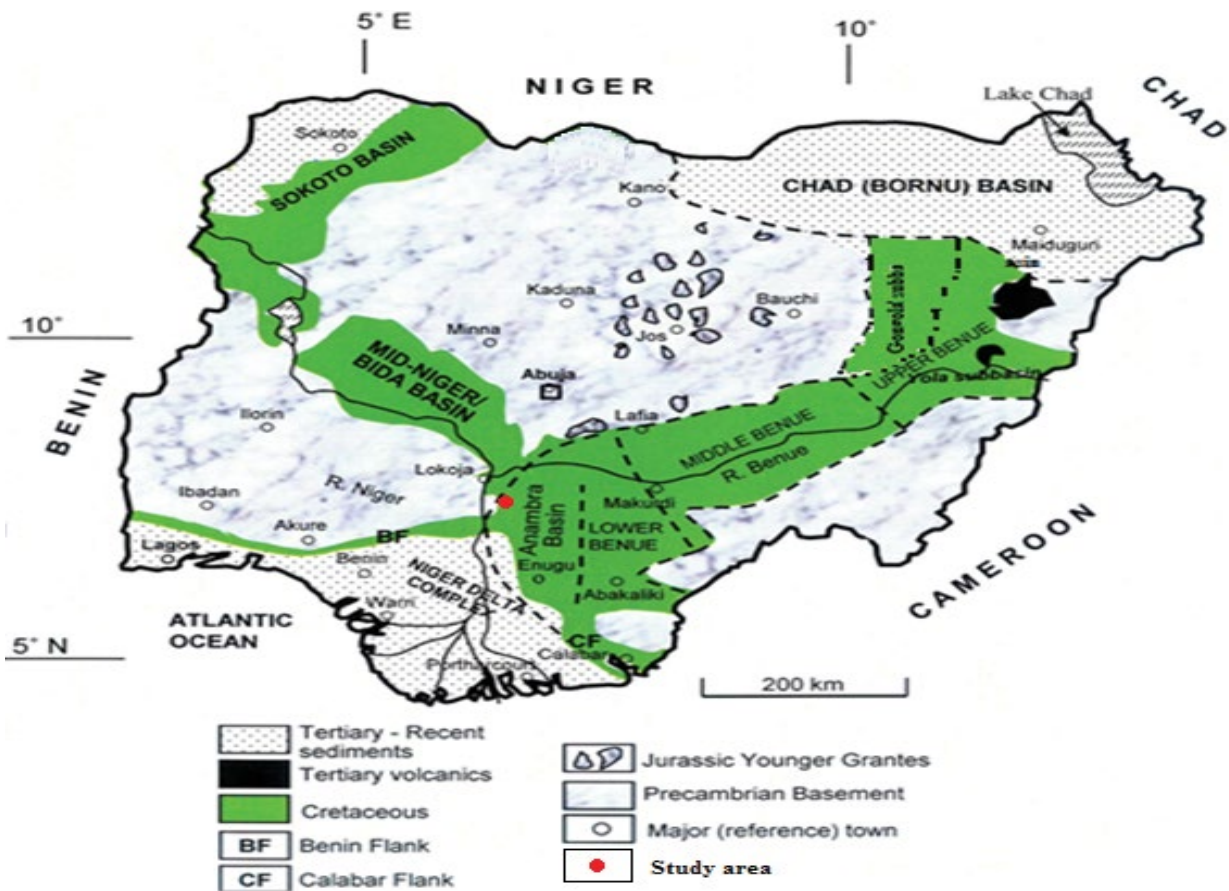 5° E
10°
NIGER
CHAD
Lake Chad
Sokoto
SOKOTO BASIN
Kano
CHAD (BORNU) BASIN
Maiduguri
Kaduna
Bauchi
10°
Minna
Jos
UPPER BENUE
Yola subbasin
MID-NIGER/
BIDA BASIN
Abuja
BENIN
Ilorin
Lafia
MIDDLE BENUE
Lokoja
R. Benue
R. Niger
Ibadan
Makurdi
Anambra
Basin
LOWER
BENUE
Akure
BF
Lagos
Benin
Enugu
Abakaliki
NIGER DELTA
COMPLEX
CAMEROON
Warri
ATLANTIC
OCEAN
CF
Calabar
5° N
Portharcourt
200 km
Tertiary - Recent
sediments
Tertiary volcanics
Cretaceous
BF Benin Flank
CF Calabar Flank
Jurassic Younger Grantes
Precambrian Basement
Major (reference) town
Study area